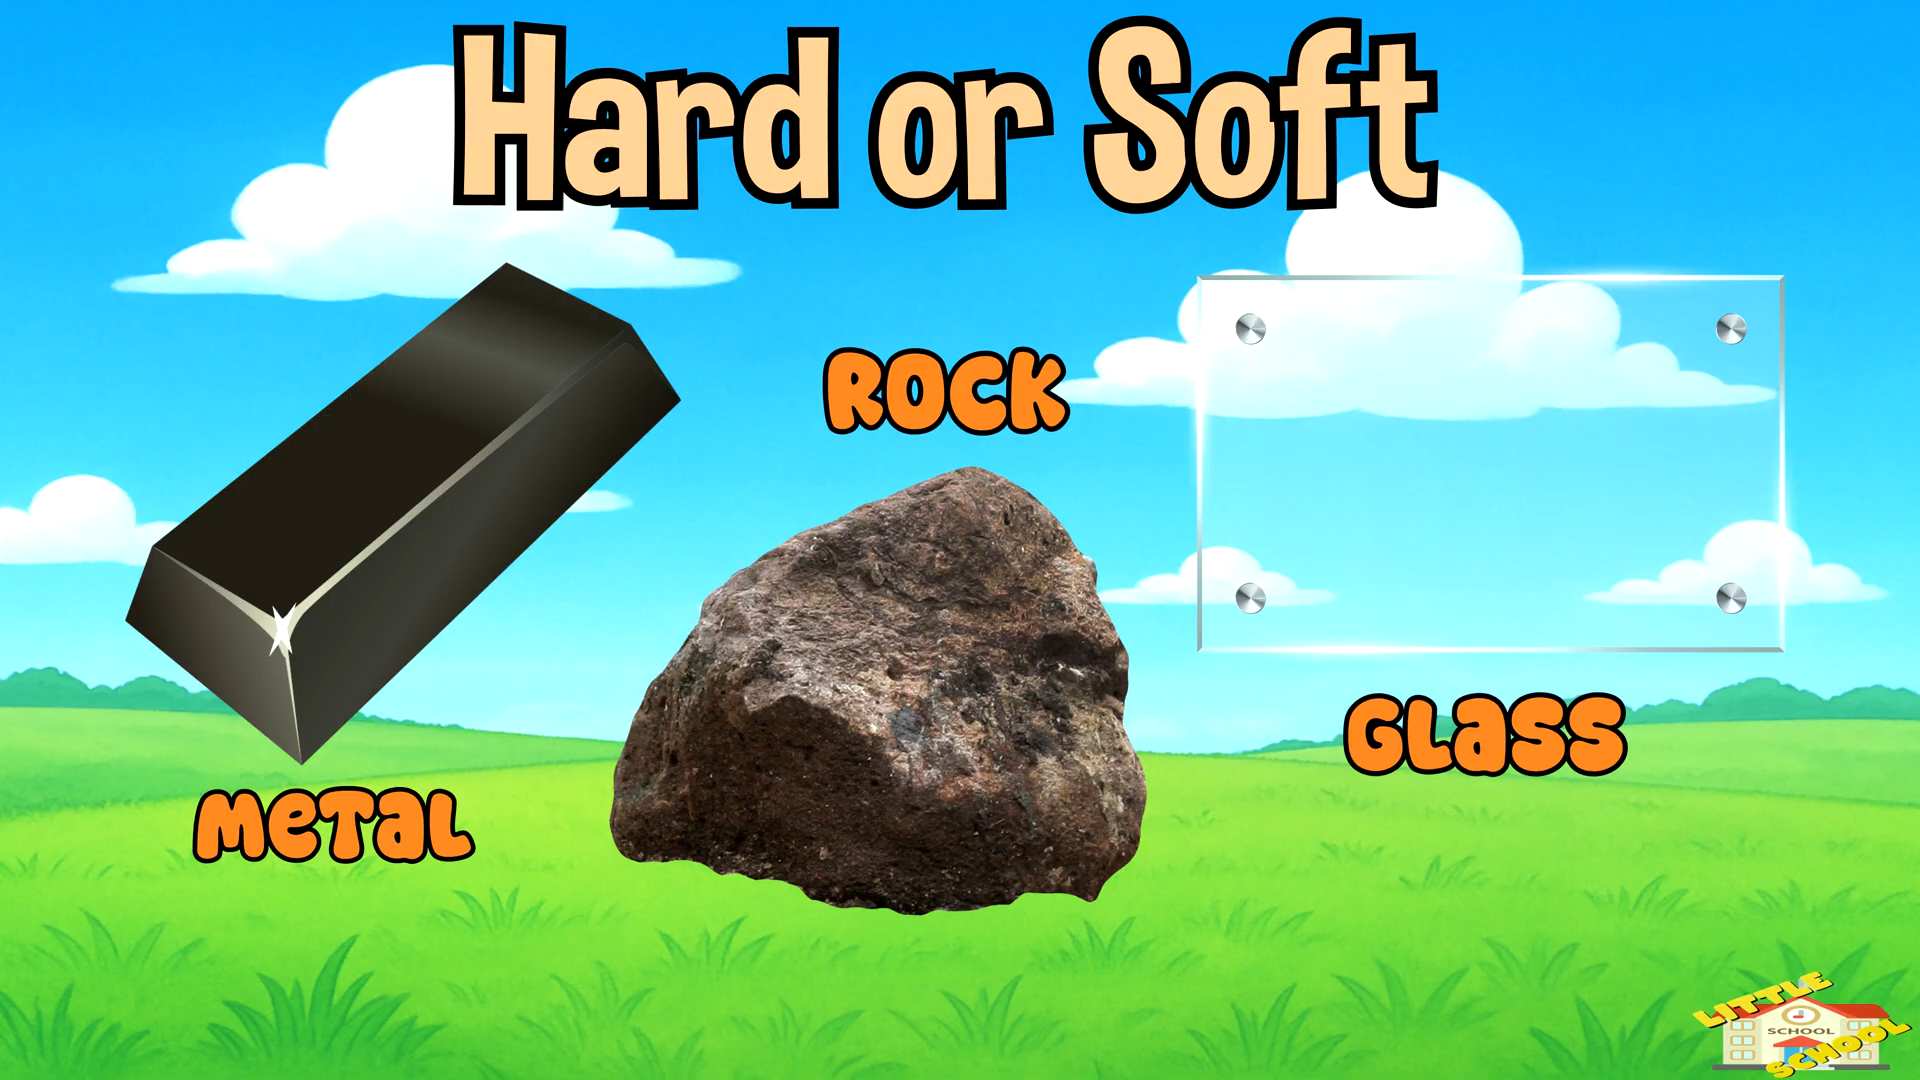 Hard or Soft
ROCK
GLASS
METAL
LITTLE
SCHOOL
SCHOOL